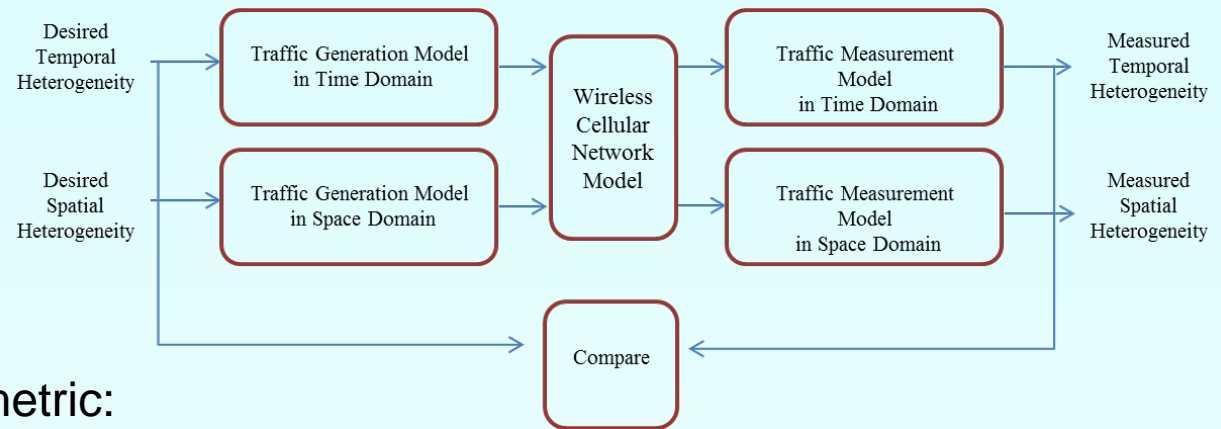 Desired
Temporal
Heterogeneity
Traffic Generation Model
in Time Domain
Wireless
Cellular
Network
Model
Traffic Measurement
Model
in Time Domain
Measured
Temporal
Heterogeneity
Desired
Spatial
Heterogeneity
Traffic Generation Model
in Space Domain
Traffic Measurement
Model
in Space Domain
Measured
Spatial
Heterogeneity
Compare